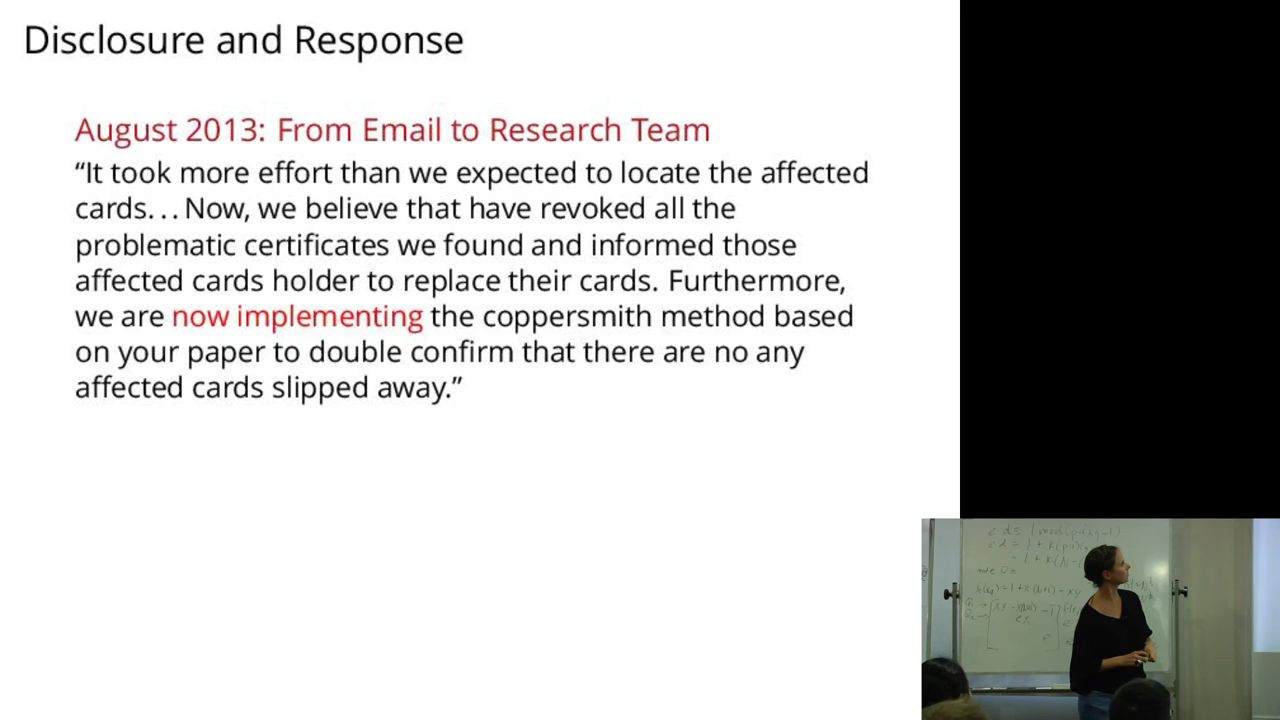 Disclosure and Response
August 2013: From Email to Research Team
“It took more effort than we expected to locate the affected
cards. . . Now, we believe that have revoked all the
problematic certificates we found and informed those
affected cards holder to replace their cards. Furthermore,
we are now implementing the coppersmith method based
on your paper to double confirm that there are no any
affected cards slipped away.”